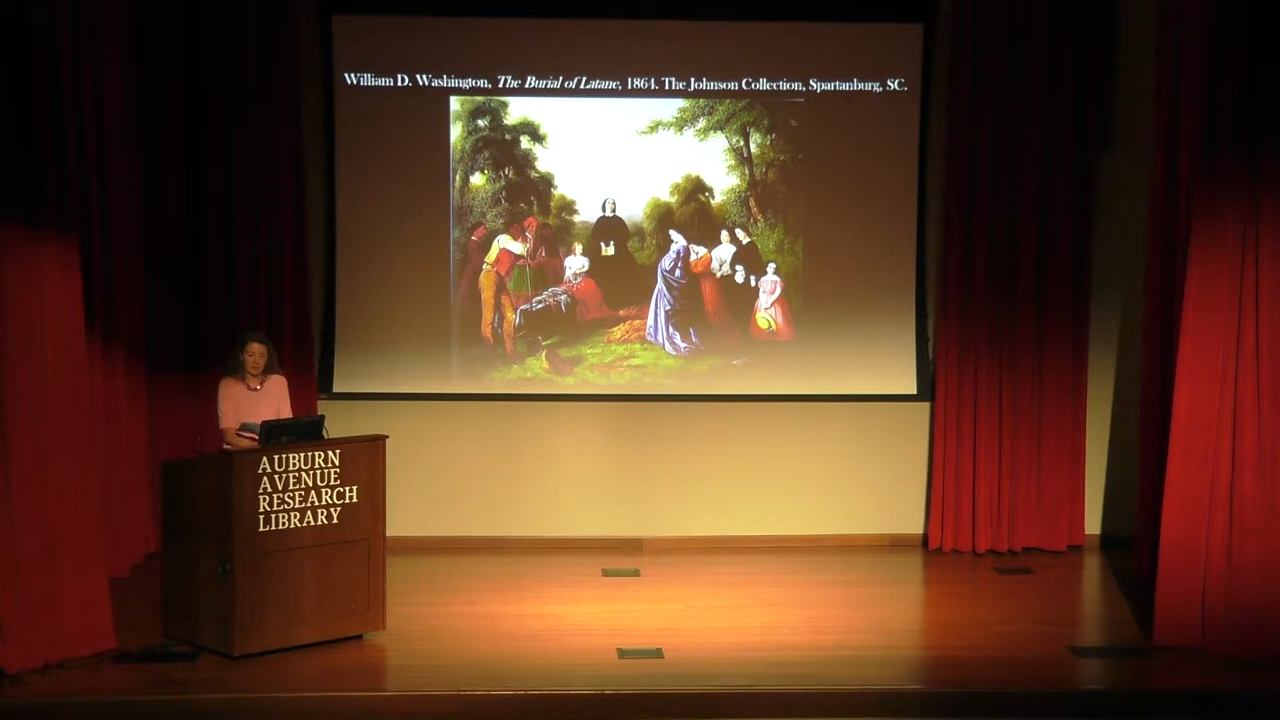 William D. Washington, The Burial of Latane, 1864. The Johnson Collection, Spartanburg, SC.
AUBURN
AVENUE
RESEARCH
LIBRARY